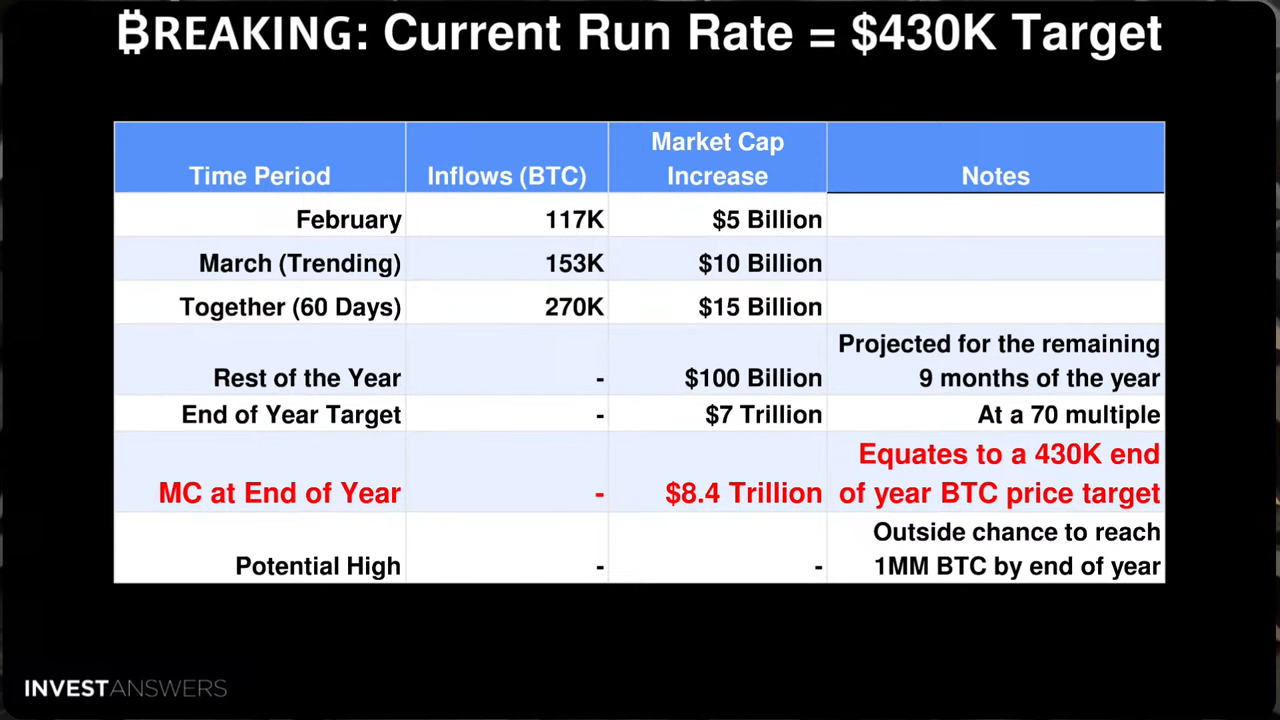 ₿REAKING: Current Run Rate = $430K Target
Time Period
Inflows (BTC)
Market Cap
Increase
Notes
February
117K
$5 Billion
March (Trending)
153K
$10 Billion
Together (60 Days)
270K
$15 Billion
Rest of the Year
-
$100 Billion
Projected for the remaining
9 months of the year
End of Year Target
-
$7 Trillion
At a 70 multiple
MC at End of Year
-
$8.4 Trillion
Equates to a 430K end
of year BTC price target
Potential High
-
-
Outside chance to reach
1MM BTC by end of year
INVESTANSWERS